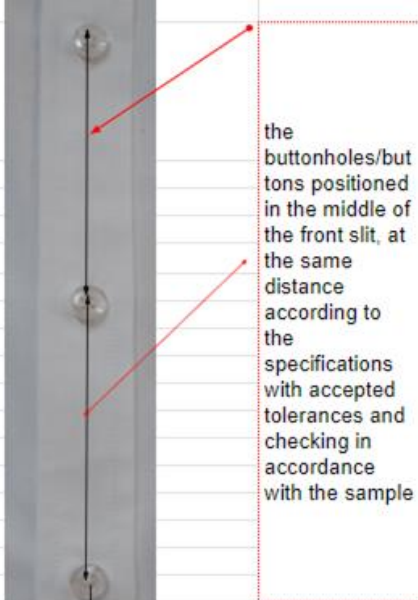 the
buttonholes/but
tons positioned
in the middle of
the front slit, at
the same
distance
according to
the
specifications
with accepted
tolerances and
checking in
accordance
with the sample